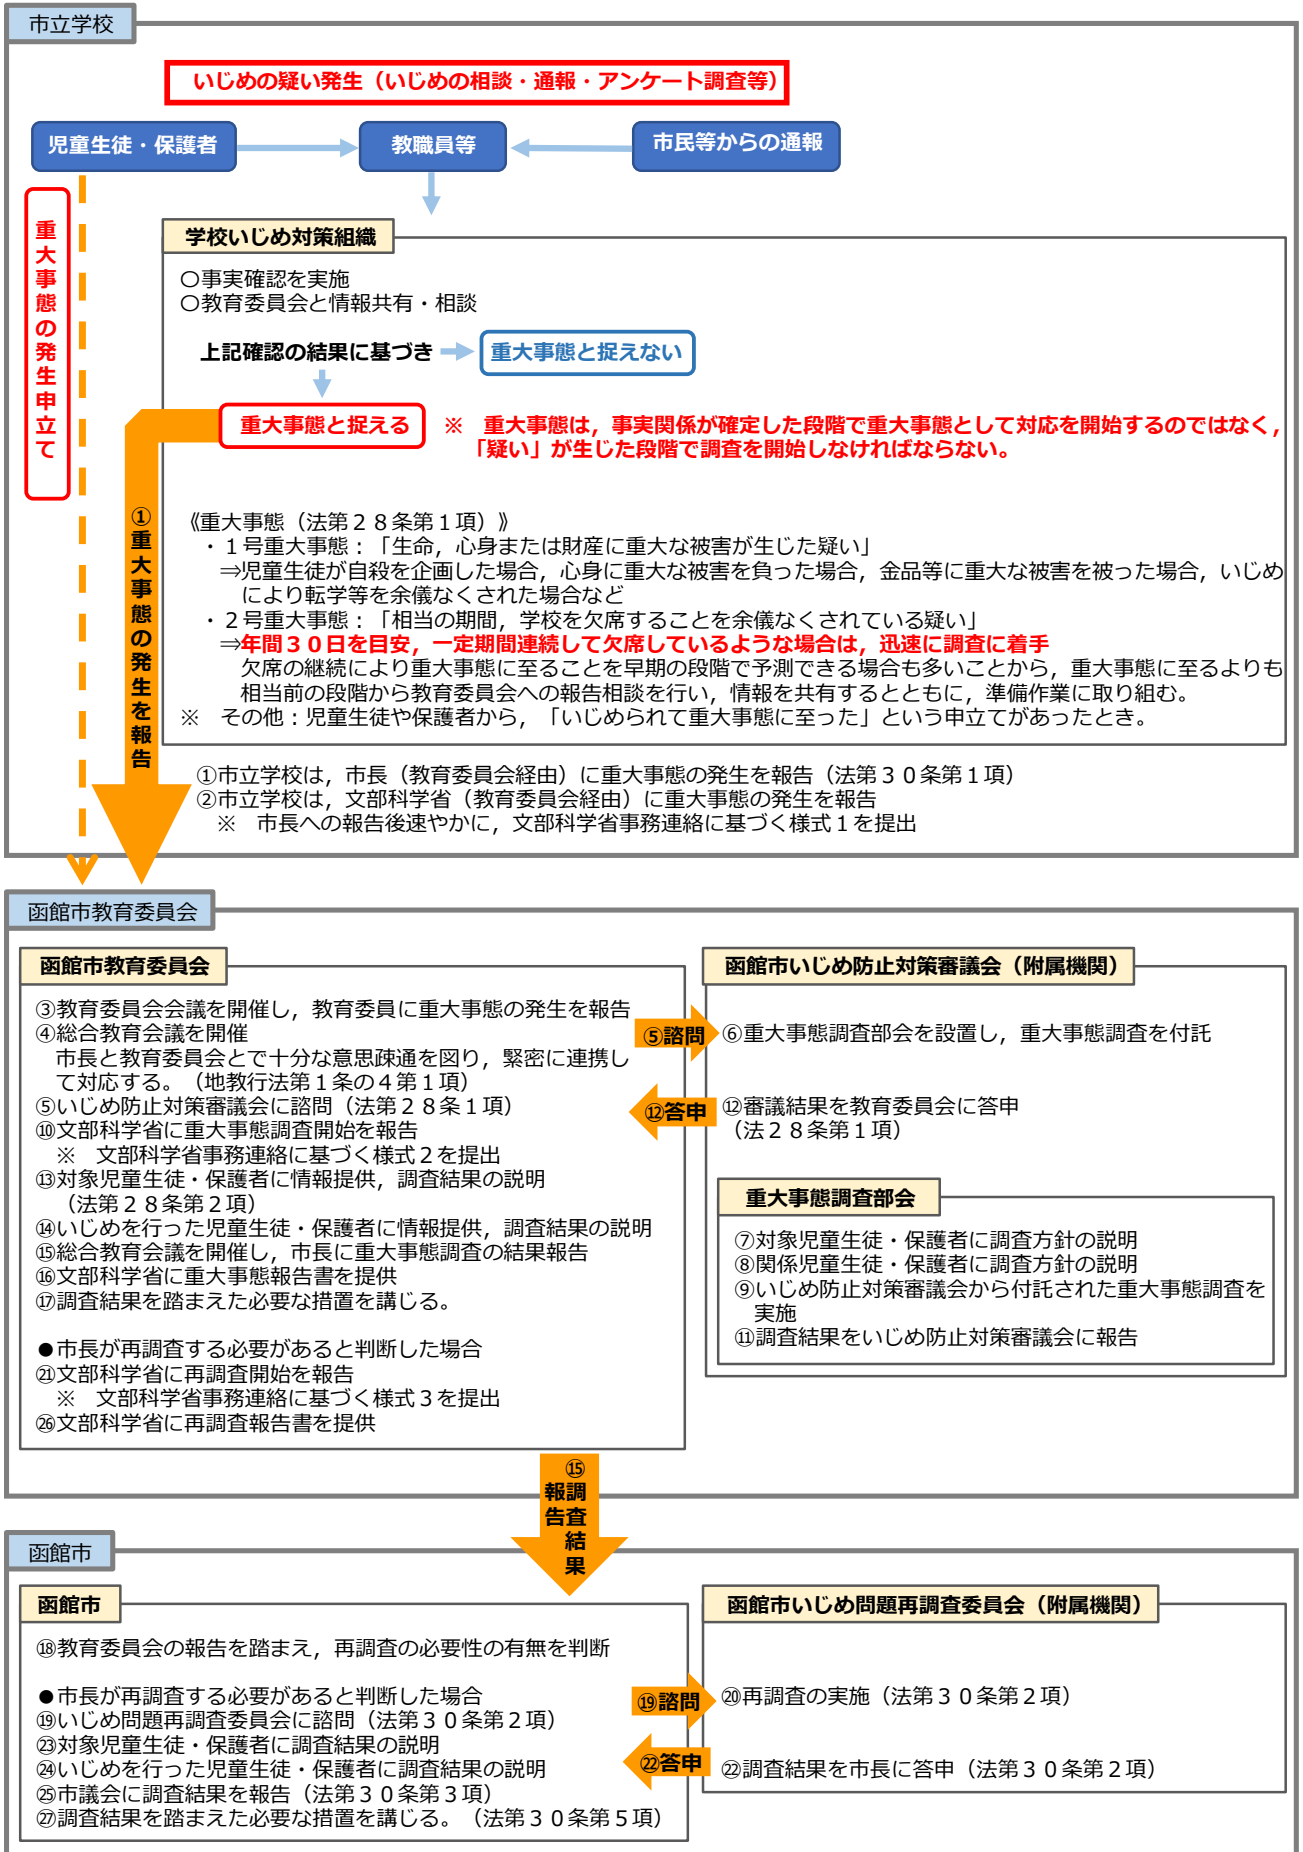 市立学校
いじめの疑い発生（いじめの相談・通報・アンケート調査等）
児童生徒・保護者
教職員等
市民等からの通報
重大事態の発生申立て
学校いじめ対策組織
〇事実確認を実施
〇教育委員会と情報共有・相談
上記確認の結果に基づき
重大事態と捉えない
重大事態と捉える
※　重大事態は，事実関係が確定した段階で重大事態として対応を開始するのではなく，
「疑い」が生じた段階で調査を開始しなければならない。
①重大事態の発生を報告
《重大事態（法第２８条第１項）》
・１号重大事態：「生命，心身または財産に重大な被害が生じた疑い」
⇒児童生徒が自殺を企画した場合，心身に重大な被害を負った場合，金品等に重大な被害を被った場合，いじめ
により転学等を余儀なくされた場合など
・２号重大事態：「相当の期間，学校を欠席することを余儀なくされている疑い」
⇒年間３０日を目安，一定期間連続して欠席しているような場合は，迅速に調査に着手
欠席の継続により重大事態に至ることを早期の段階で予測できる場合も多いことから，重大事態に至るよりも
相当前の段階から教育委員会への報告相談を行い，情報を共有するとともに，準備作業に取り組む。
※　その他：児童生徒や保護者から，「いじめられて重大事態に至った」という申立てがあったとき。
①市立学校は，市長（教育委員会経由）に重大事態の発生を報告（法第３０条第１項）
②市立学校は，文部科学省（教育委員会経由）に重大事態の発生を報告
※　市長への報告後速やかに，文部科学省事務連絡に基づく様式１を提出
函館市教育委員会
函館市教育委員会
③教育委員会会議を開催し，教育委員に重大事態の発生を報告
④総合教育会議を開催
市長と教育委員会とで十分な意思疎通を図り，緊密に連携し
て対応する。（地教行法第１条の４第１項）
⑤いじめ防止対策審議会に諮問（法第２８条１項）
⑩文部科学省に重大事態調査開始を報告
※　文部科学省事務連絡に基づく様式２を提出
⑬対象児童生徒・保護者に情報提供，調査結果の説明
（法第２８条第２項）
⑭いじめを行った児童生徒・保護者に情報提供，調査結果の説明
⑮総合教育会議を開催し，市長に重大事態調査の結果報告
⑯文部科学省に重大事態報告書を提供
⑰調査結果を踏まえた必要な措置を講じる。
●市長が再調査する必要があると判断した場合
㉑文部科学省に再調査開始を報告
※　文部科学省事務連絡に基づく様式３を提出
㉖文部科学省に再調査報告書を提供
⑤諮問
⑫答申
函館市いじめ防止対策審議会（附属機関）
⑥重大事態調査部会を設置し，重大事態調査を付託
⑫審議結果を教育委員会に答申
（法２８条第１項）
重大事態調査部会
⑦対象児童生徒・保護者に調査方針の説明
⑧関係児童生徒・保護者に調査方針の説明
⑨いじめ防止対策審議会から付託された重大事態調査を
実施
⑪調査結果をいじめ防止対策審議会に報告
⑮調査結果
報告
函館市
函館市
⑱教育委員会の報告を踏まえ，再調査の必要性の有無を判断
●市長が再調査する必要があると判断した場合
⑲いじめ問題再調査委員会に諮問（法第３０条第２項）
㉓対象児童生徒・保護者に調査結果の説明
㉔いじめを行った児童生徒・保護者に調査結果の説明
㉕市議会に調査結果を報告（法第３０条第３項）
㉗調査結果を踏まえた必要な措置を講じる。（法第３０条第５項）
⑲諮問
㉒答申
函館市いじめ問題再調査委員会（附属機関）
⑳再調査の実施（法第３０条第２項）
㉒調査結果を市長に答申（法第３０条第２項）